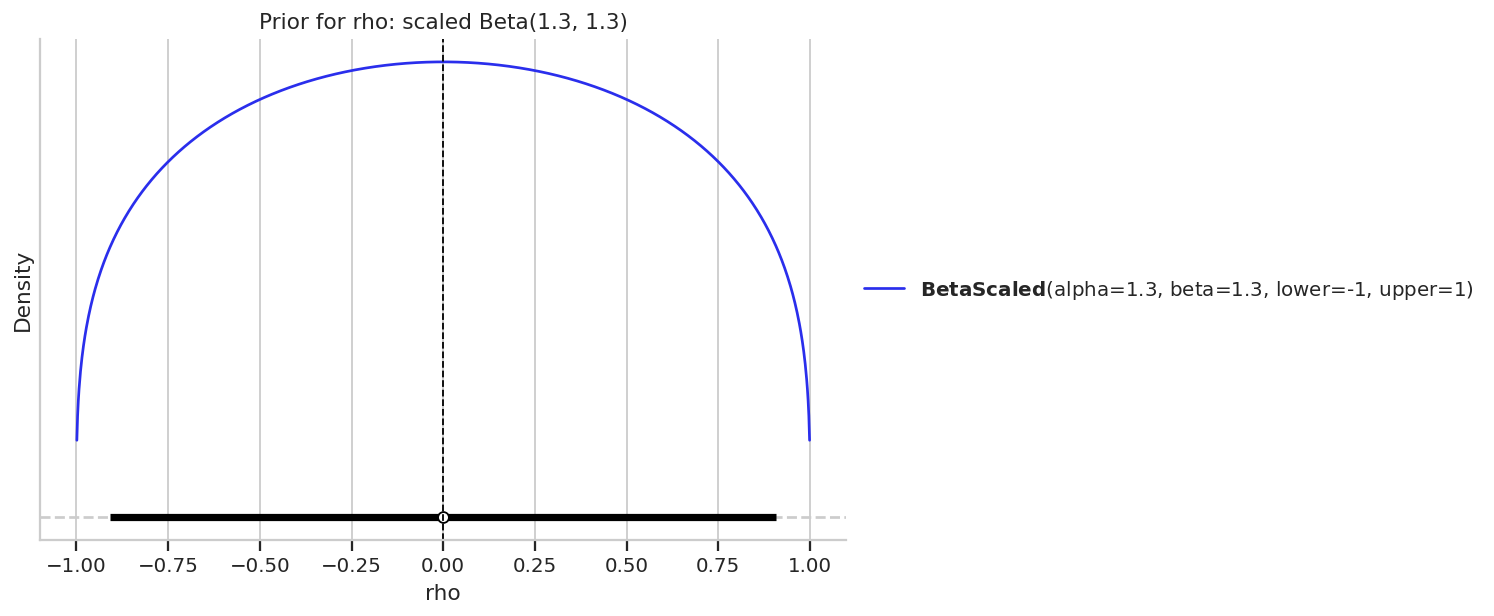 Prior for rho: scaled Beta(1.3, 1.3)
Density
BetaScaled(alpha=1.3, beta=1.3, lower=-1, upper=1)
−1.00 −0.75 −0.50 −0.25 0.00 0.25 0.50 0.75 1.00
rho